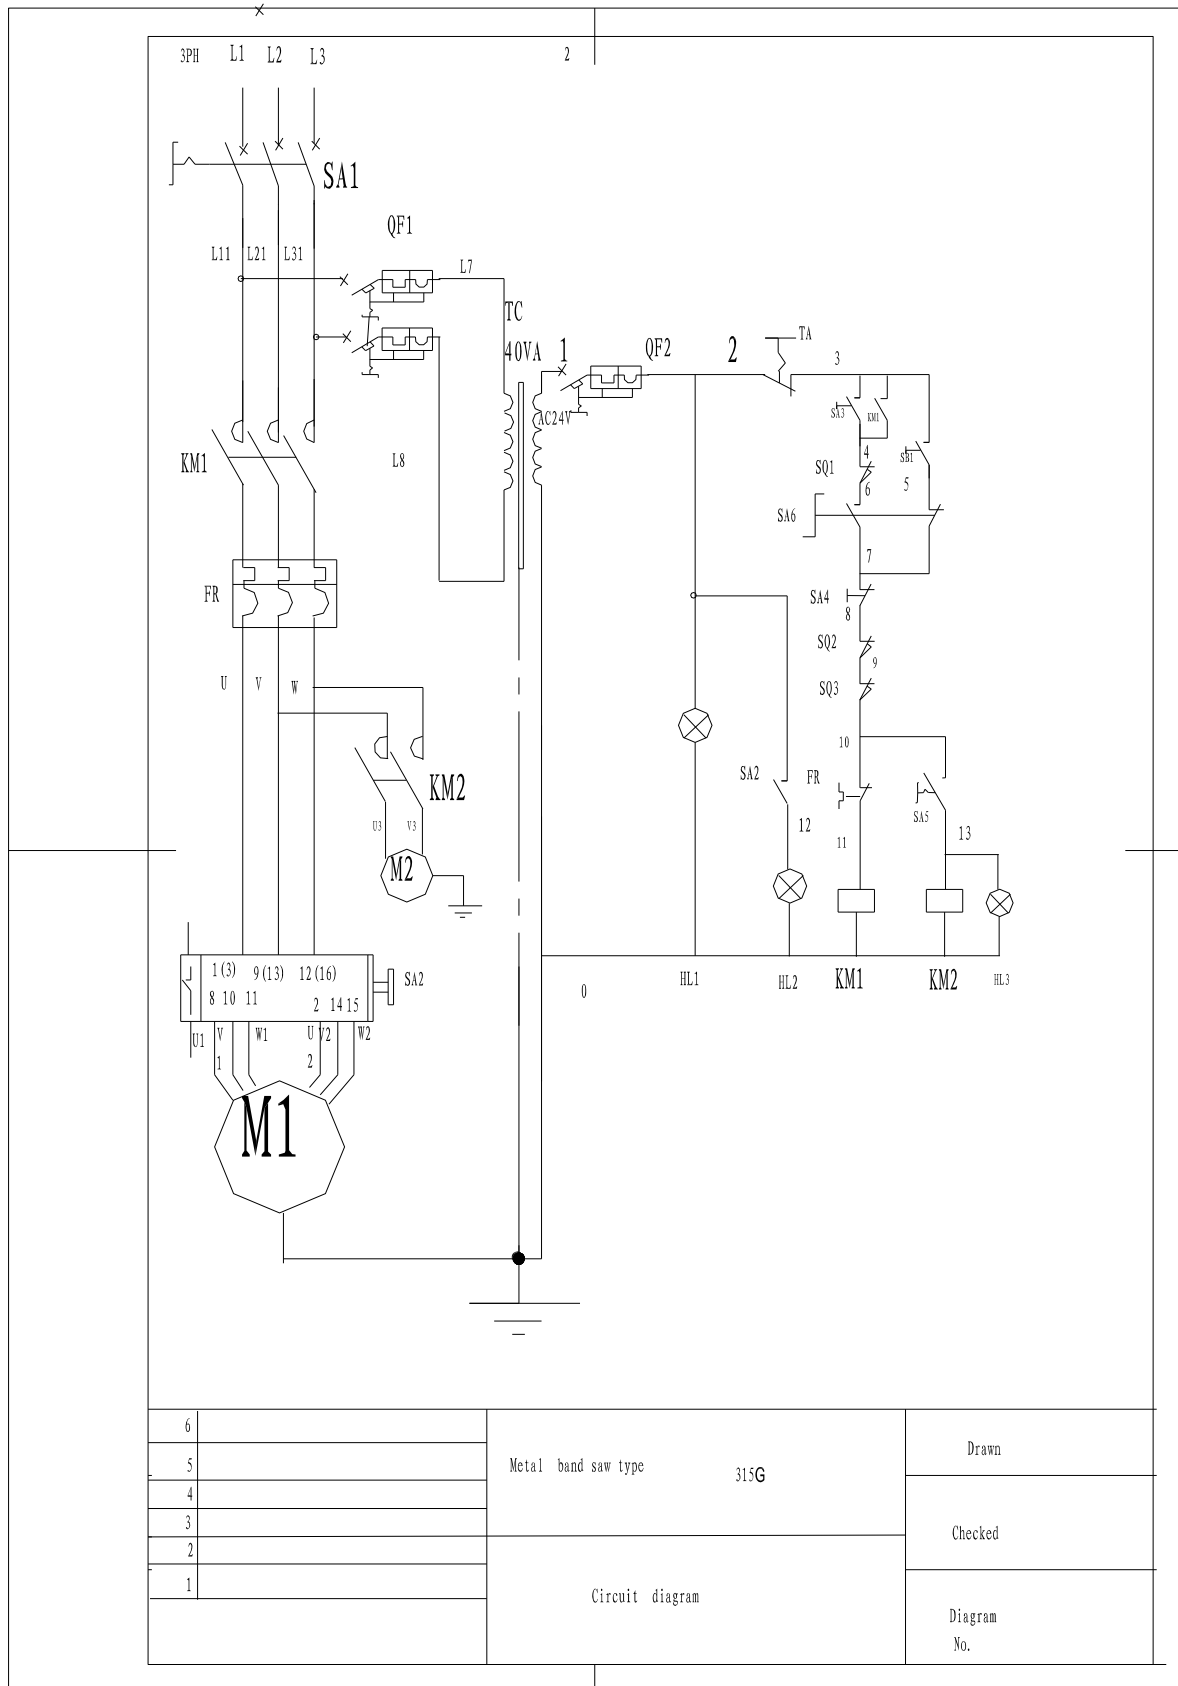 3PH L1 L2 L3 2
SA1
QF1
L11 L21 L31
L7
TC
40VA 1 QF2 2 TA
3
AC24V
SA3 KM1
KM1 L8
4 SB1
SQ1
6 5
SA6
7
FR
SA4
8
SQ2
9
SQ3
U V W
10
SA2 FR
KM2
SA5
U3 V3
12 13
11
M2
1(3) 9(13) 12(16)
SA2
8 10 11 2 14 15
HL1 HL2 KM1 KM2 HL3
0
U1 V1 W1 U2 V2 W2
M1
6
5
4
3
2
1
Metal band saw type 315G
Circuit diagram
Drawn
Checked
Diagram
No.